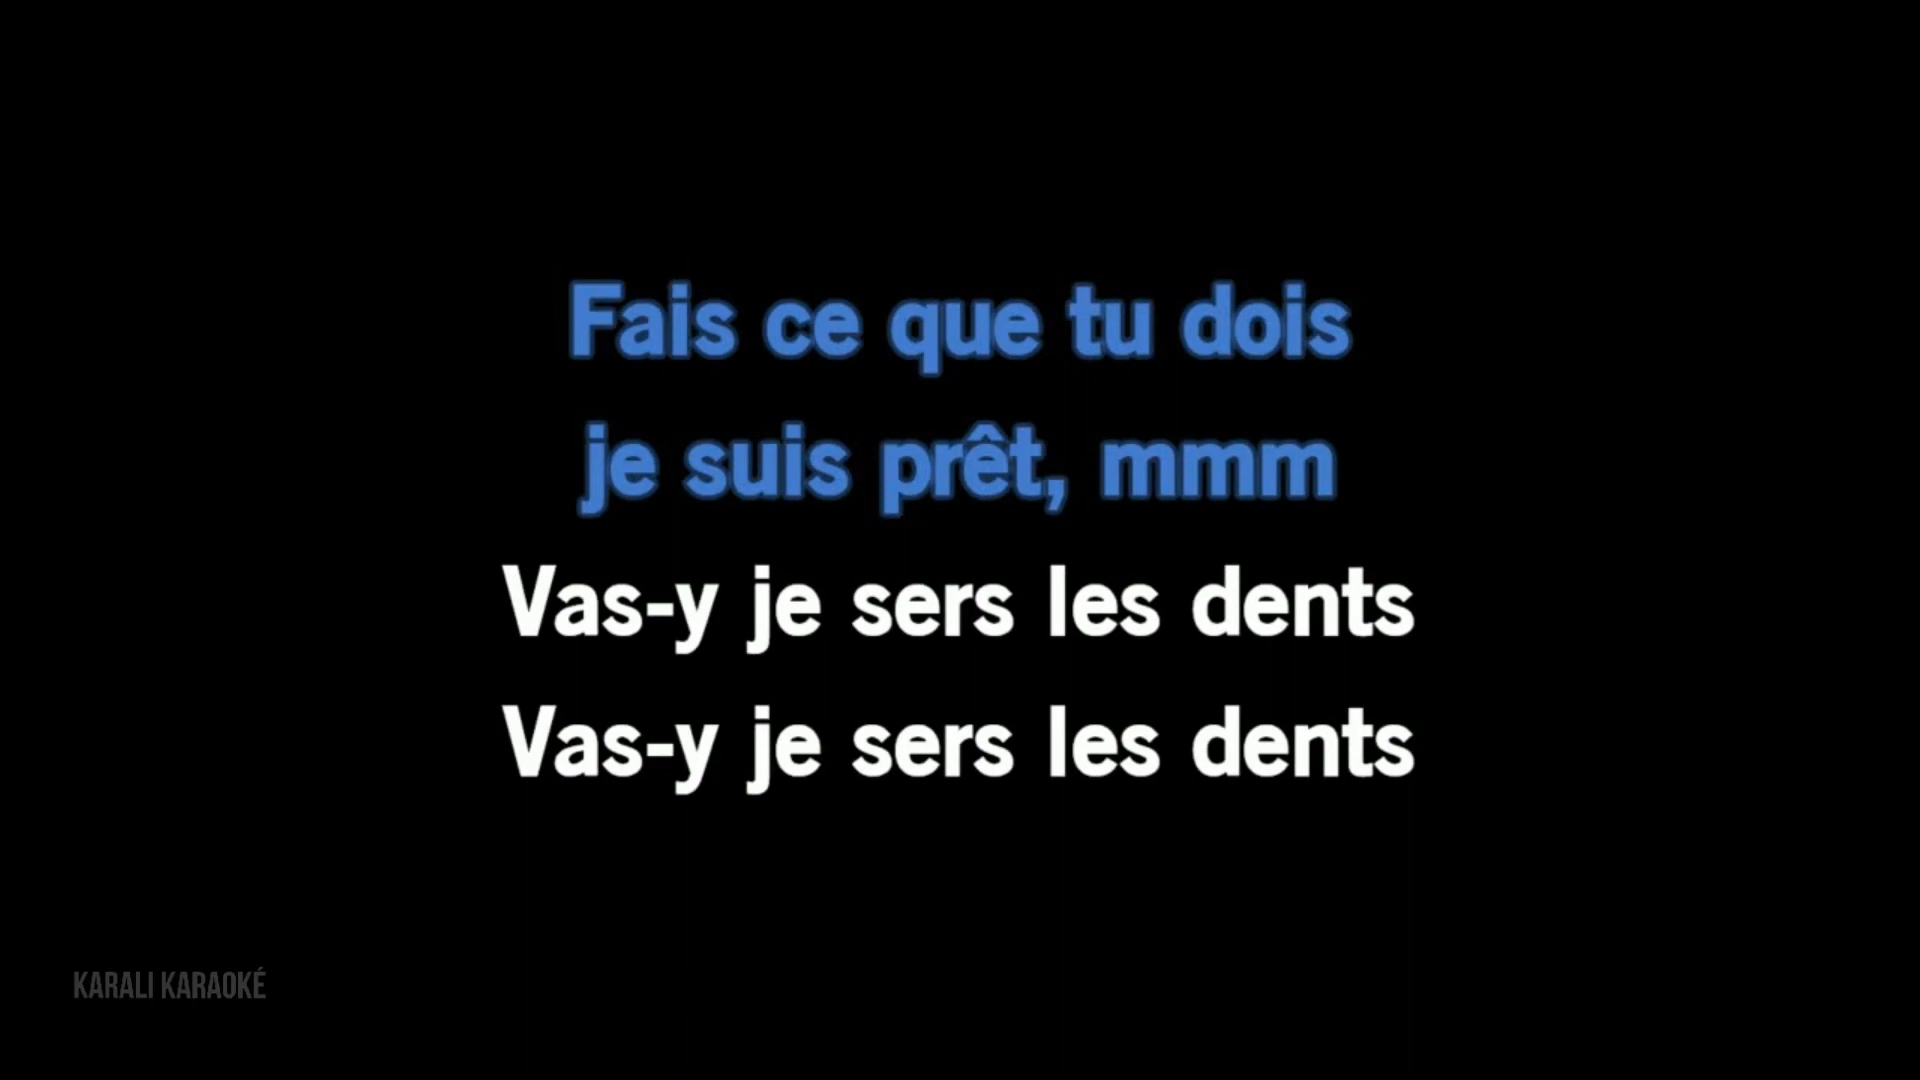 Fais ce que tu dois
je suis prêt, mmm
Vas-y je sers les dents
Vas-y je sers les dents
KARALI KARAOKÉ